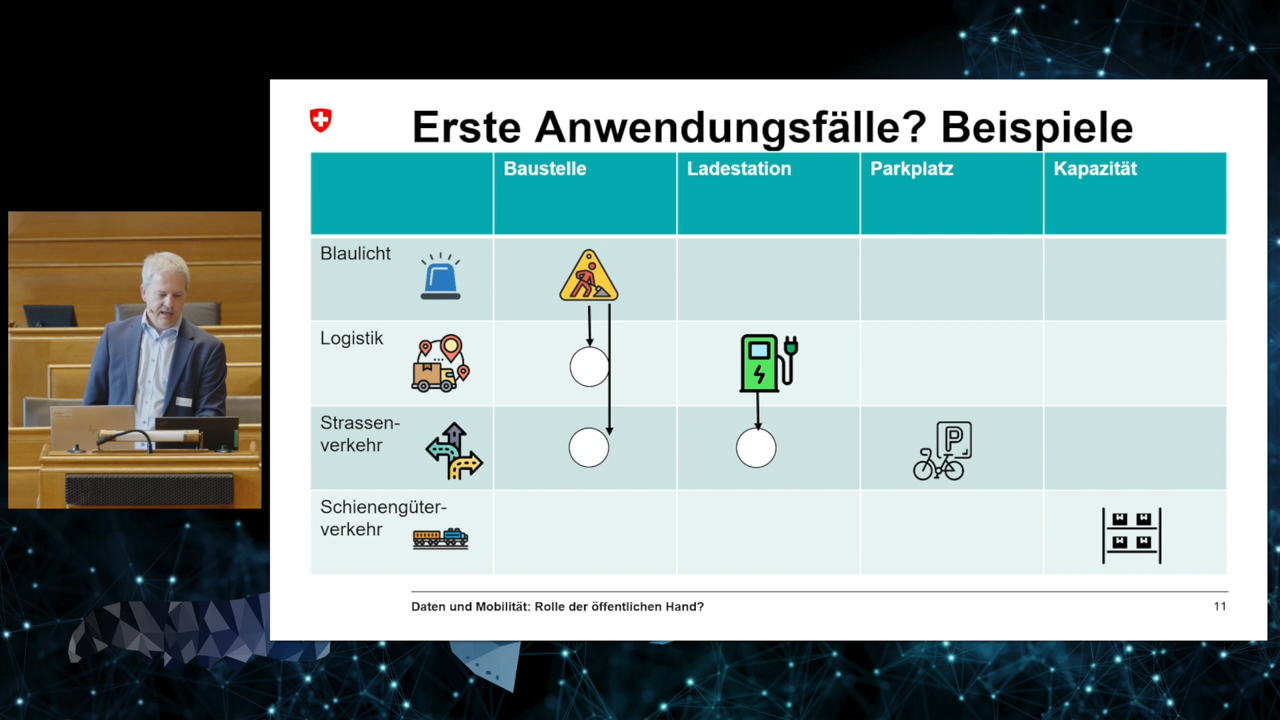 Erste Anwendungsfälle? Beispiele
Baustelle
Ladestation
Parkplatz
Kapazität
Blaulicht
Logistik
Strassen-
verkehr
P
Schienengüter-
verkehr
Daten und Mobilität: Rolle der öffentlichen Hand?
11